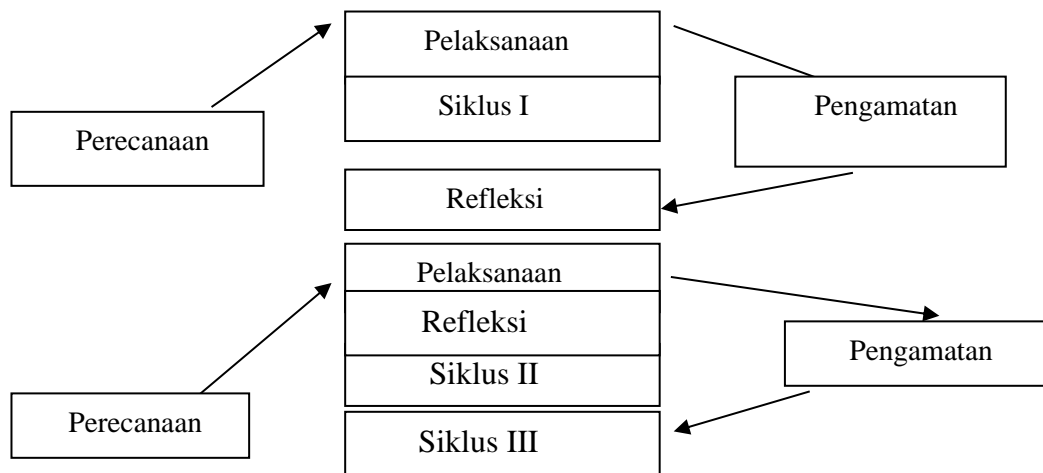 Pelaksanaan
Siklus I
Pengamatan
Perecanaan
Refleksi
Pelaksanaan
Refleksi
Pengamatan
Siklus II
Perecanaan
Siklus III